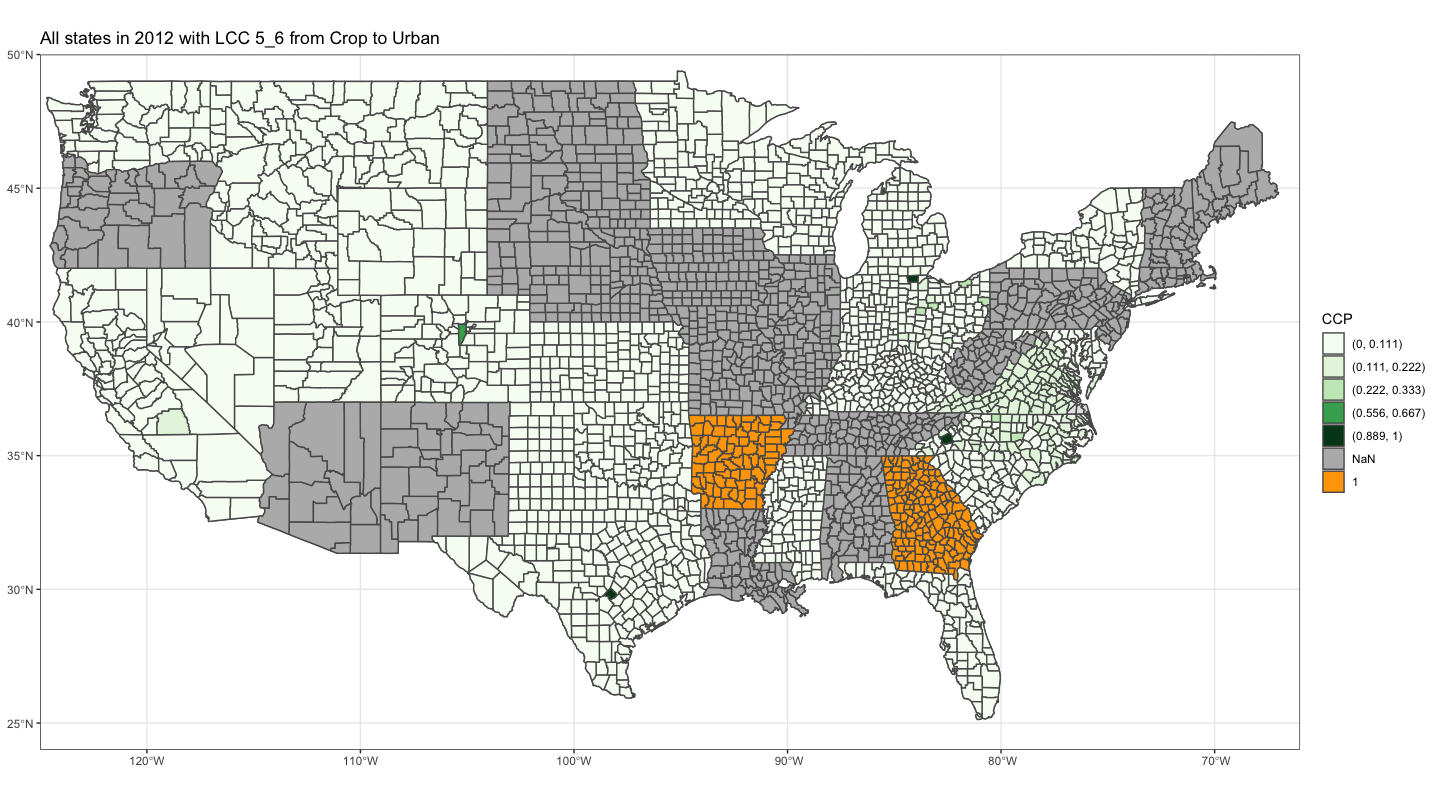 All states in 2012 with LCC 5_6 from Crop to Urban
50°N
45°N
40°N
35°N
30°N
25°N
120°W
110°W
100°W
90°W
80°W
70°W
CCP
(0, 0.111)
(0.111, 0.222)
(0.222, 0.333)
(0.556, 0.667)
(0.889, 1)
NaN
1